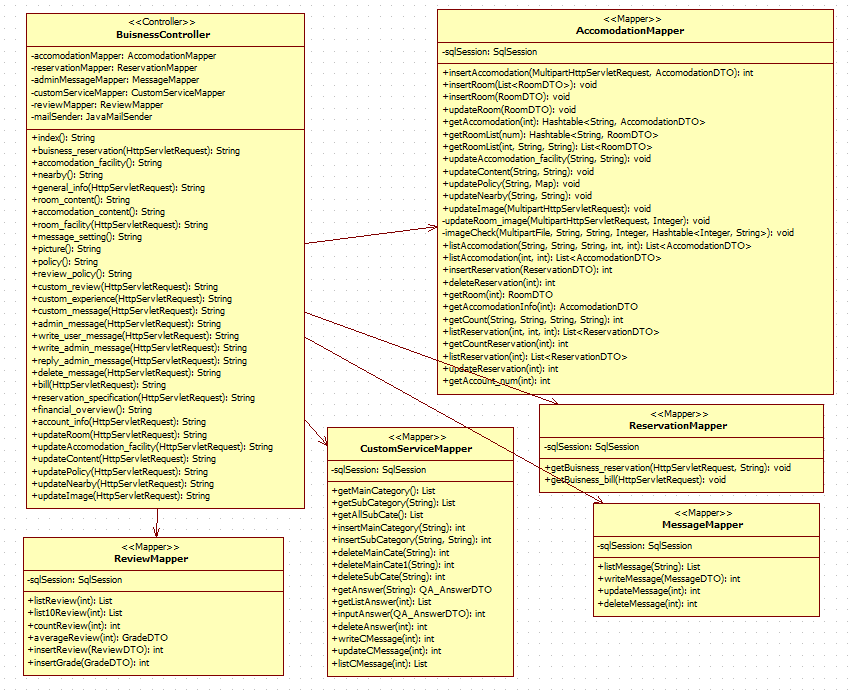 <<Controller>>
BuisnessController
-accomodationMapper: AccomodationMapper
-reservationMapper: ReservationMapper
-adminMessageMapper: MessageMapper
-customServiceMapper: CustomServiceMapper
-reviewMapper: ReviewMapper
-mailSender: JavaMailSender
+index(): String
+buisness_reservation(HttpServletRequest): String
+accomodation_facility(): String
+nearby(): String
+general_info(HttpServletRequest): String
+room_content(): String
+accomodation_content(): String
+room_facility(HttpServletRequest): String
+message_setting(): String
+picture(): String
+policy(): String
+review_policy(): String
+custom_review(HttpServletRequest): String
+custom_experience(HttpServletRequest): String
+custom_message(HttpServletRequest): String
+admin_message(HttpServletRequest): String
+write_user_message(HttpServletRequest): String
+write_admin_message(HttpServletRequest): String
+reply_admin_message(HttpServletRequest): String
+delete_message(HttpServletRequest): String
+bill(HttpServletRequest): String
+reservation_specification(HttpServletRequest): String
+financial_overview(): String
+account_info(HttpServletRequest): String
+updateRoom(HttpServletRequest): String
+updateAccomodation_facility(HttpServletRequest): String
+updateContent(HttpServletRequest): String
+updatePolicy(HttpServletRequest): String
+updateNearby(HttpServletRequest): String
+updateImage(HttpServletRequest): String
<<Mapper>>
AccomodationMapper
-sqlSession: SqlSession
+insertAccomodation(MultipartHttpServletRequest, AccomodationDTO): int
+insertRoom(List<RoomDTO>): void
+insertRoom(RoomDTO): void
+updateRoom(RoomDTO): void
+getAccomodation(int): Hashtable<String, AccomodationDTO>
+getRoomList(num): Hashtable<String, RoomDTO>
+getRoomList(int, String, String): List<RoomDTO>
+updateAccomodation_facility(String, String): void
+updateContent(String, String): void
+updatePolicy(String, Map): void
+updateNearby(String, String): void
+updateImage(MultipartHttpServletRequest): void
-updateRoom_image(MultipartHttpServletRequest, Integer): void
-imageCheck(MultipartFile, String, String, Integer, Hashtable<Integer, String>): void
+listAccomodation(String, String, String, int, int): List<AccomodationDTO>
+listAccomodation(int, int): List<AccomodationDTO>
+insertReservation(ReservationDTO): int
+deleteReservation(int): int
+getRoom(int): RoomDTO
+getAccomodationInfo(int): AccomodationDTO
+getCount(String, String, String, String): int
+listReservation(int, int, int): List<ReservationDTO>
+getCountReservation(int): int
+listReservation(int): List<ReservationDTO>
+updateReservation(int): int
+getAccount_num(int): int
<<Mapper>>
ReservationMapper
-sqlSession: SqlSession
+getBuisness_reservation(HttpServletRequest, String): void
+getBuisness_bill(HttpServletRequest): void
<<Mapper>>
CustomServiceMapper
-sqlSession: SqlSession
+getMainCategory(): List
+getSubCategory(String): List
+getAllSubCate(): List
+insertMainCategory(String): int
+insertSubCategory(String, String): int
+deleteMainCate(String): int
+deleteMainCate1(String): int
+deleteSubCate(String): int
+getAnswer(String): QA_AnswerDTO
+getListAnswer(int): List
+inputAnswer(QA_AnswerDTO): int
+deleteAnswer(int): int
+writeCMessage(int): int
+updateCMessage(int): int
+listCMessage(int): List
<<Mapper>>
MessageMapper
-sqlSession: SqlSession
+listMessage(String): List
+writeMessage(MessageDTO): int
+updateMessage(int): int
+deleteMessage(int): int
<<Mapper>>
ReviewMapper
-sqlSession: SqlSession
+listReview(int): List
+list10Review(int): List
+countReview(int): int
+averageReview(int): GradeDTO
+insertReview(ReviewDTO): int
+insertGrade(GradeDTO): int